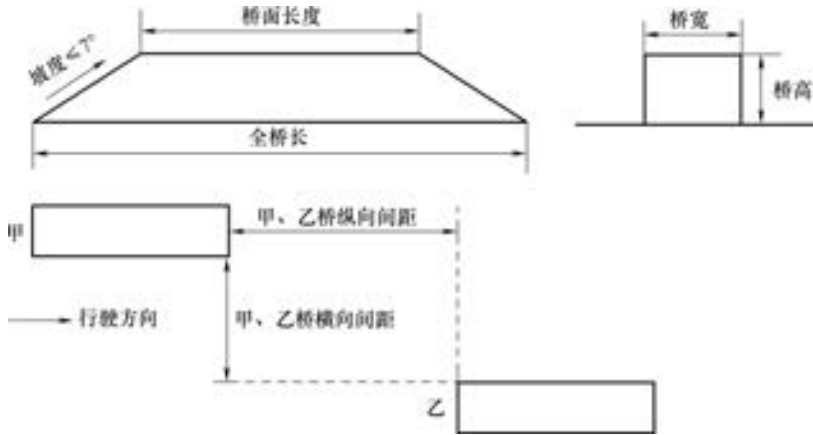 桥面长度
桥宽
坡度≤7°
桥高
全桥长
甲
甲、乙桥纵向间距
行驶方向
甲、乙桥横向间距
乙